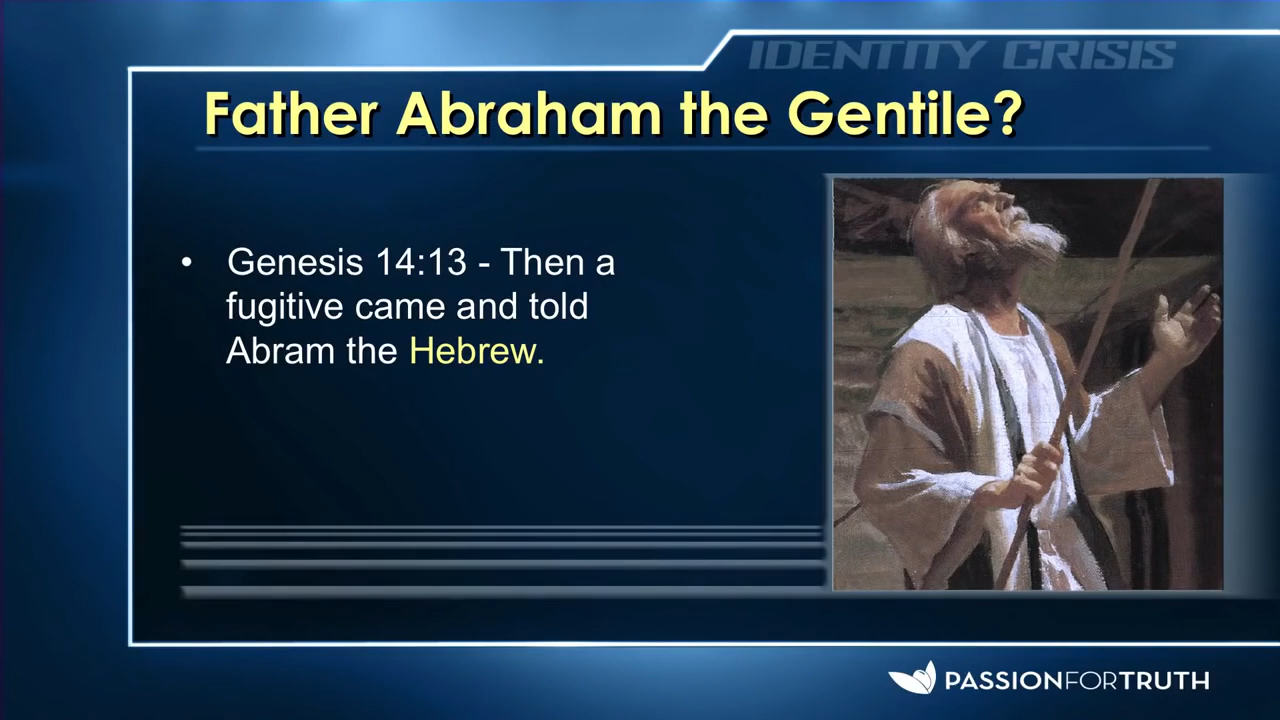 IDENTITY CRISIS
Father Abraham the Gentile?
• Genesis 14:13 - Then a
fugitive came and told
Abram the Hebrew.
PASSIONFORTRUTH